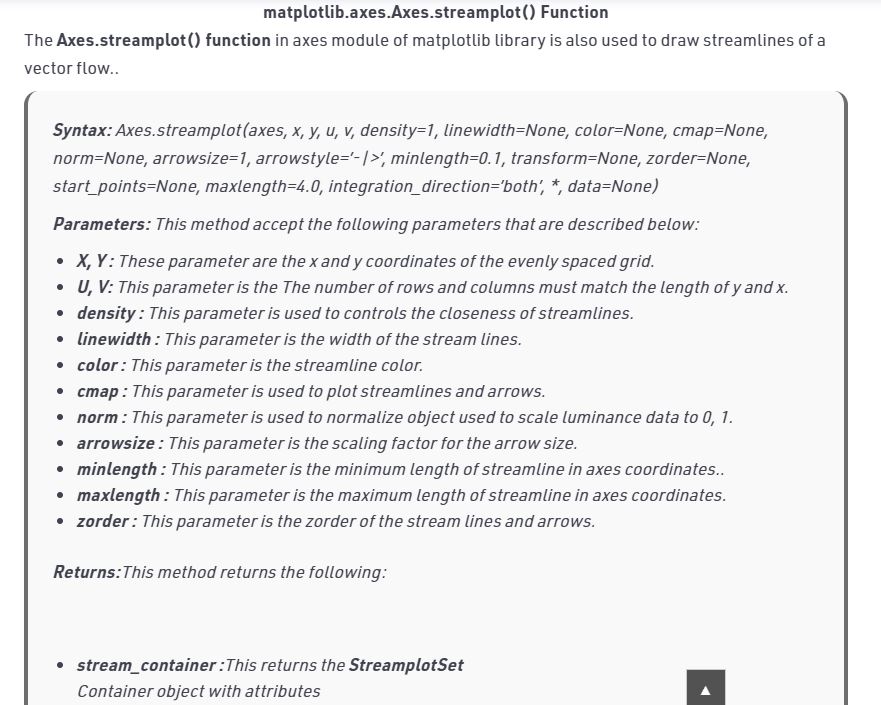 matplotlib.axes.Axes.streamplot() Function
The Axes.streamplot() function in axes module of matplotlib library is also used to draw streamlines of a
vector flow..
Syntax: Axes.streamplot(axes, x, y, u, v, density=1, linewidth=None, color=None, cmap=None,
norm=None, arrowsize=1, arrowstyle='-|>', minlength=0.1, transform=None, zorder=None,
start_points=None, maxlength=4.0, integration_direction='both', *, data=None)
Parameters: This method accept the following parameters that are described below:
• X, Y : These parameter are the x and y coordinates of the evenly spaced grid.
• U, V: This parameter is the The number of rows and columns must match the length of y and x.
• density : This parameter is used to controls the closeness of streamlines.
• linewidth : This parameter is the width of the stream lines.
• color : This parameter is the streamline color.
• cmap : This parameter is used to plot streamlines and arrows.
• norm : This parameter is used to normalize object used to scale luminance data to 0, 1.
• arrowsize : This parameter is the scaling factor for the arrow size.
• minlength : This parameter is the minimum length of streamline in axes coordinates..
• maxlength : This parameter is the maximum length of streamline in axes coordinates.
• zorder : This parameter is the zorder of the stream lines and arrows.
Returns:This method returns the following:
• stream_container :This returns the StreamplotSet
Container object with attributes